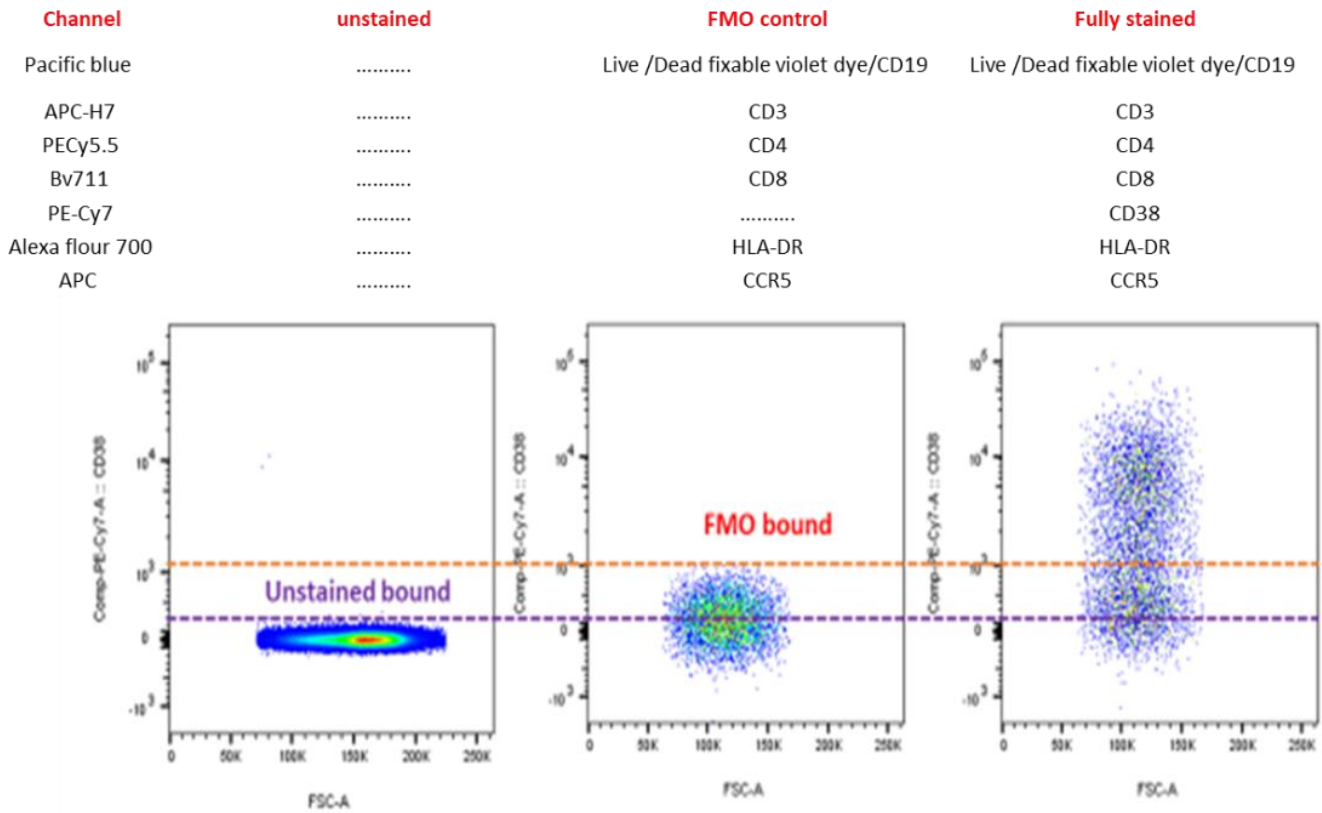 Channel unstained FMO control Fully stained
Pacific blue .......... Live /Dead fixable violet dye/CD19 Live /Dead fixable violet dye/CD19
APC-H7 .......... CD3 CD3
PECy5.5 .......... CD4 CD4
Bv711 .......... CD8 CD8
PE-Cy7 .......... .......... CD38
Alexa flour 700 .......... HLA-DR HLA-DR
APC .......... CCR5 CCR5
Comp-PE-Cy7-A :: CD38
10^5
10^4
10^3
0
-10^3
Unstained bound
0 50K 100K 150K 200K 250K
FSC-A
Comp-PE-Cy7-A :: CD38
10^5
10^4
10^3
0
-10^3
FMO bound
0 50K 100K 150K 200K 250K
FSC-A
Comp-PE-Cy7-A :: CD38
10^5
10^4
10^3
0
-10^3
0 50K 100K 150K 200K 250K
FSC-A